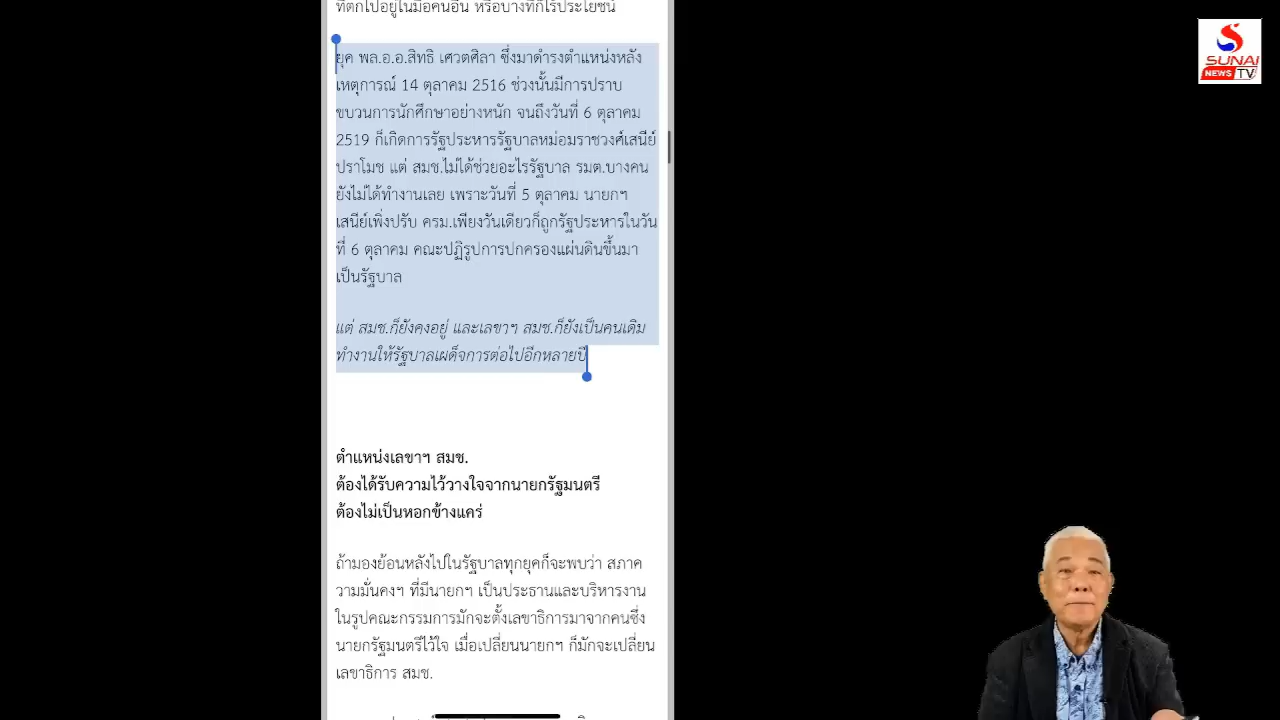 ที่ตกไปอยู่ในมือคนอื่น หรือบางทีก็ไร้ประโยชน์
ยุค พล.อ.อ.สิทธิ เศวตศิลา ซึ่งมาดำรงตำแหน่งหลัง
เหตุการณ์ 14 ตุลาคม 2516 ช่วงนั้นมีการปราบ
ขบวนการนักศึกษาอย่างหนัก จนถึงวันที่ 6 ตุลาคม
2519 ก็เกิดการรัฐประหารรัฐบาลหม่อมราชวงศ์เสนีย์
ปราโมช แต่ สมช.ไม่ได้ช่วยอะไรรัฐบาล รมต.บางคน
ยังไม่ได้ทำงานเลย เพราะวันที่ 5 ตุลาคม นายกฯ
เสนีย์เพิ่งปรับ ครม.เพียงวันเดียวก็ถูกรัฐประหารในวัน
ที่ 6 ตุลาคม คณะปฏิรูปการปกครองแผ่นดินขึ้นมา
เป็นรัฐบาล
แต่ สมช.ก็ยังคงอยู่ และเลขาฯ สมช.ก็ยังเป็นคนเดิม
ทำงานให้รัฐบาลเผด็จการต่อไปอีกหลายปี
ตำแหน่งเลขาฯ สมช.
ต้องได้รับความไว้วางใจจากนายกรัฐมนตรี
ต้องไม่เป็นหอกข้างแคร่
ถ้ามองย้อนหลังไปในรัฐบาลทุกยุคก็จะพบว่า สภาค
วามมั่นคงฯ ที่มีนายกฯ เป็นประธานและบริหารงาน
ในรูปคณะกรรมการมักจะตั้งเลขาธิการมาจากคนซึ่ง
นายกรัฐมนตรีไว้ใจ เมื่อเปลี่ยนนายกฯ ก็มักจะเปลี่ยน
เลขาธิการ สมช.
SUNAI
NEWS TV